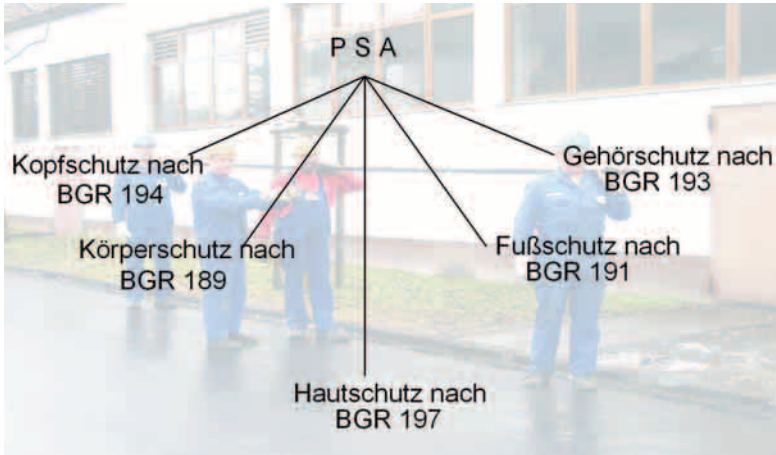 P S A
Kopfschutz nach
BGR 194
Gehörschutz nach
BGR 193
Körperschutz nach
BGR 189
Fußschutz nach
BGR 191
Hautschutz nach
BGR 197